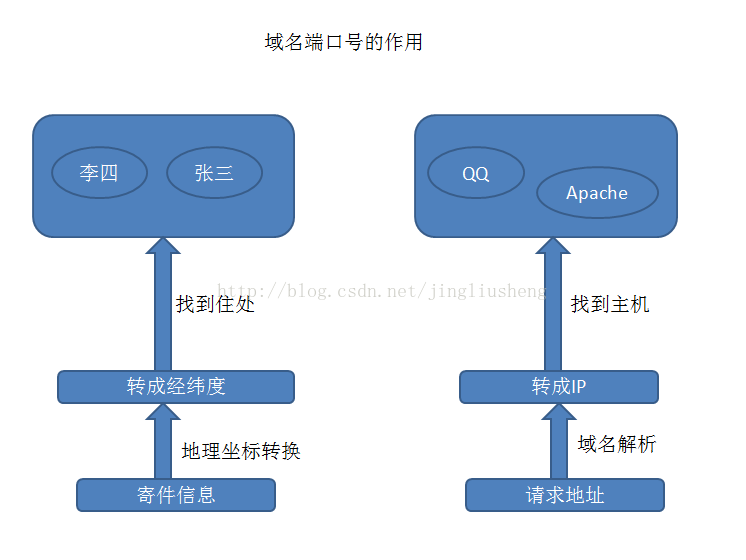 域名端口号的作用
李四
张三
QQ
Apache
http://blog.csdn.net/jingliusheng
找到住处
找到主机
转成经纬度
转成IP
地理坐标转换
域名解析
寄件信息
请求地址